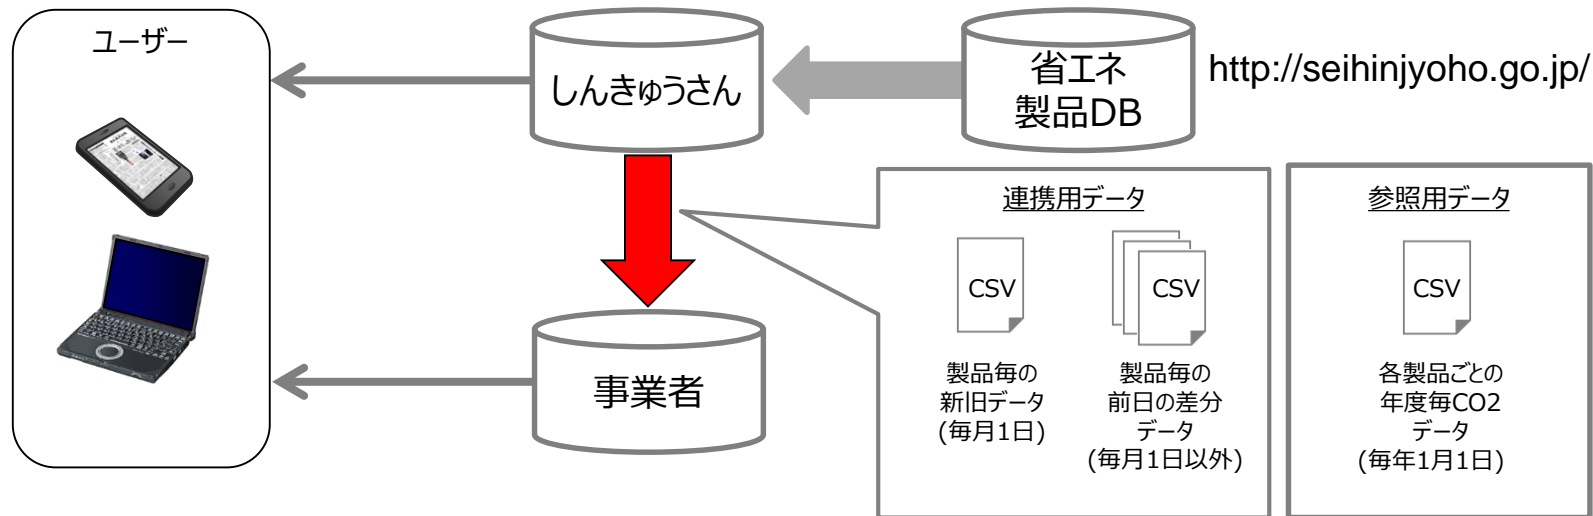 ユーザー
しんきゅうさん
省エネ
製品DB
http://seihinjyoho.go.jp/
連携用データ
CSV
製品毎の
新旧データ
(毎月1日)
CSV
製品毎の
前日の差分
データ
(毎月1日以外)
参照用データ
CSV
各製品ごとの
年度毎CO2
データ
(毎年1月1日)
事業者